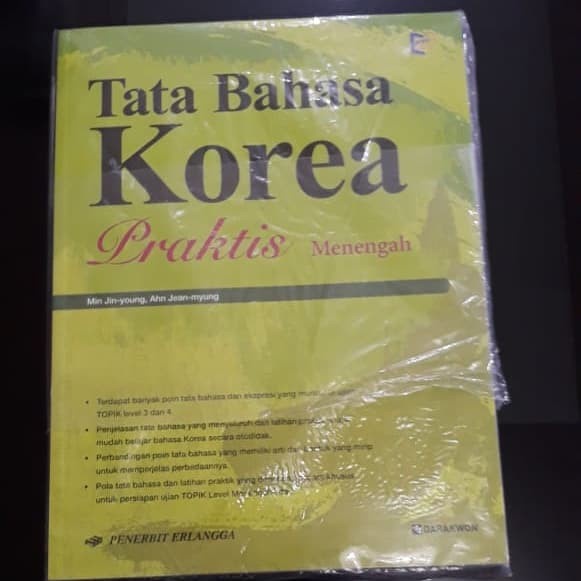 Tata Bahasa
Korea
Praktis Menengah
Min Jin-young, Ahn Jean-myung
• Terdapat banyak poin tata bahasa dan ekspresi yang
TOPIK level 3 dan 4.
• Penjelasan tata bahasa yang menyeluruh dan latihan
mudah belajar bahasa Korea secara otodidak.
• Perbandingan poin tata bahasa yang memiliki arti dan yang mirip
untuk memperjelas perbedaannya.
• Pola tata bahasa dan latihan praktik yang
untuk persiapan ujian TOPIK Level
PENERBIT ERLANGGA
DARAKWON